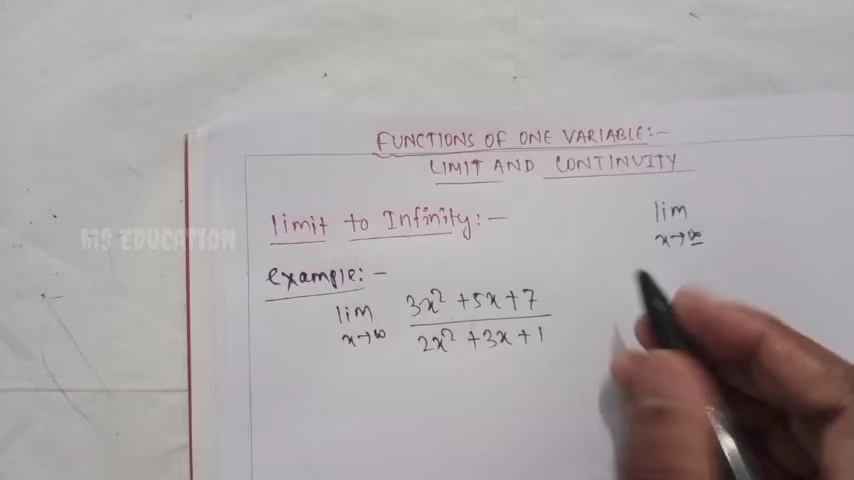 FUNCTIONS OF ONE VARIABLE:-
LIMIT AND CONTINUITY
limit to Infinity:-
lim
x→∞
MS EDUCATION
example:-
lim 3x² +5x+7
x→∞ 2x² +3x+1